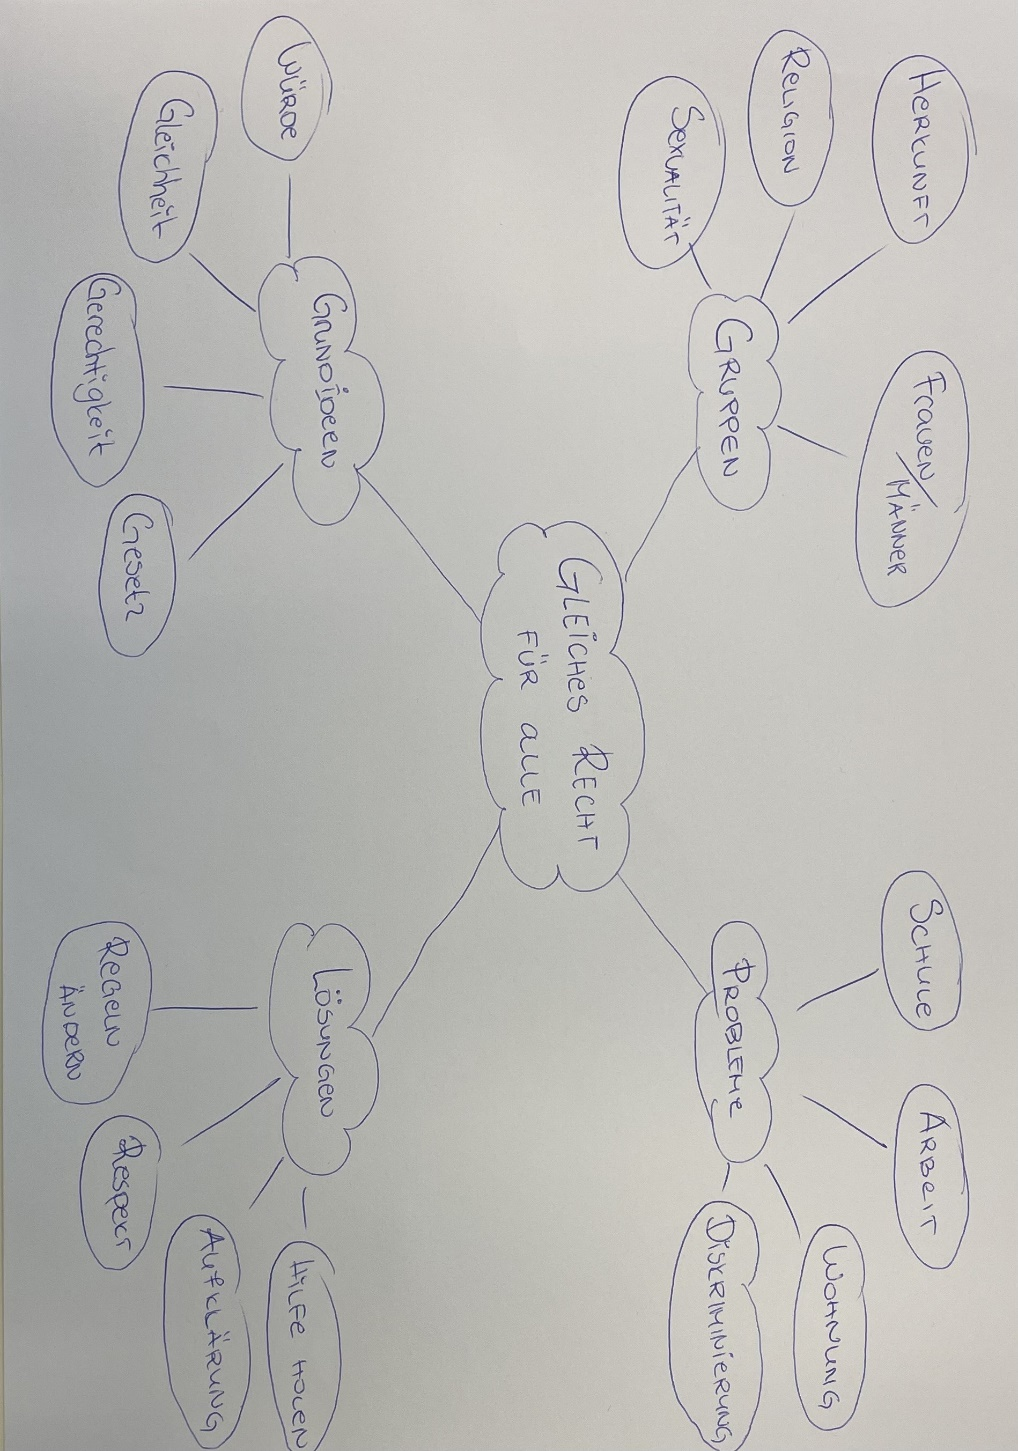 GLEICHES RECHT
FÜR ALLE
GRUPPEN
HERKUNFT
RELIGION
SEXUALITÄT
Frauen/
MÄNNER
GRUNDIDEEN
WÜRDE
Gleichheit
Gerechtigkeit
Gesetz
PROBLEME
SCHULE
ARBEIT
WOHNUNG
DISKRIMINIERUNG
LÖSUNGEN
REGELN
ÄNDERN
RESPEKT
AUFKLÄRUNG
HILFE HOLEN